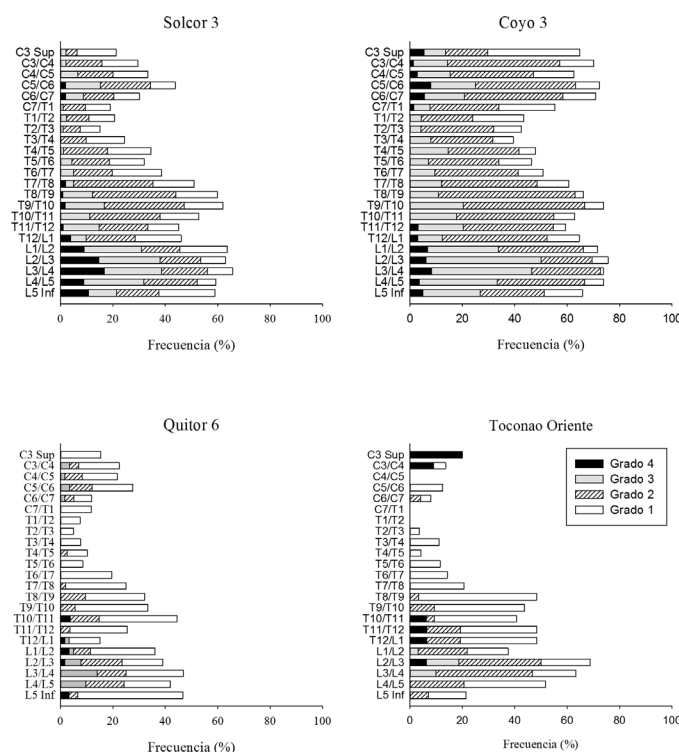 Solcor 3
C3 Sup
C3/C4
C4/C5
C5/C6
C6/C7
C7/T1
T1/T2
T2/T3
T3/T4
T4/T5
T5/T6
T6/T7
T7/T8
T8/T9
T9/T10
T10/T11
T11/T12
T12/L1
L1/L2
L2/L3
L3/L4
L4/L5
L5 Inf
0 20 40 60 80 100
Frecuencia (%)
Coyo 3
C3 Sup
C3/C4
C4/C5
C5/C6
C6/C7
C7/T1
T1/T2
T2/T3
T3/T4
T4/T5
T5/T6
T6/T7
T7/T8
T8/T9
T9/T10
T10/T11
T11/T12
T12/L1
L1/L2
L2/L3
L3/L4
L4/L5
L5 Inf
0 20 40 60 80 100
Frecuencia (%)
Quitor 6
C3 Sup
C3/C4
C4/C5
C5/C6
C6/C7
C7/T1
T1/T2
T2/T3
T3/T4
T4/T5
T5/T6
T6/T7
T7/T8
T8/T9
T9/T10
T10/T11
T11/T12
T12/L1
L1/L2
L2/L3
L3/L4
L4/L5
L5 Inf
0 20 40 60 80 100
Frecuencia (%)
Toconao Oriente
C3 Sup
C3/C4
C4/C5
C5/C6
C6/C7
C7/T1
T1/T2
T2/T3
T3/T4
T4/T5
T5/T6
T6/T7
T7/T8
T8/T9
T9/T10
T10/T11
T11/T12
T12/L1
L1/L2
L2/L3
L3/L4
L4/L5
L5 Inf
0 20 40 60 80 100
Frecuencia (%)
Grado 4
Grado 3
Grado 2
Grado 1